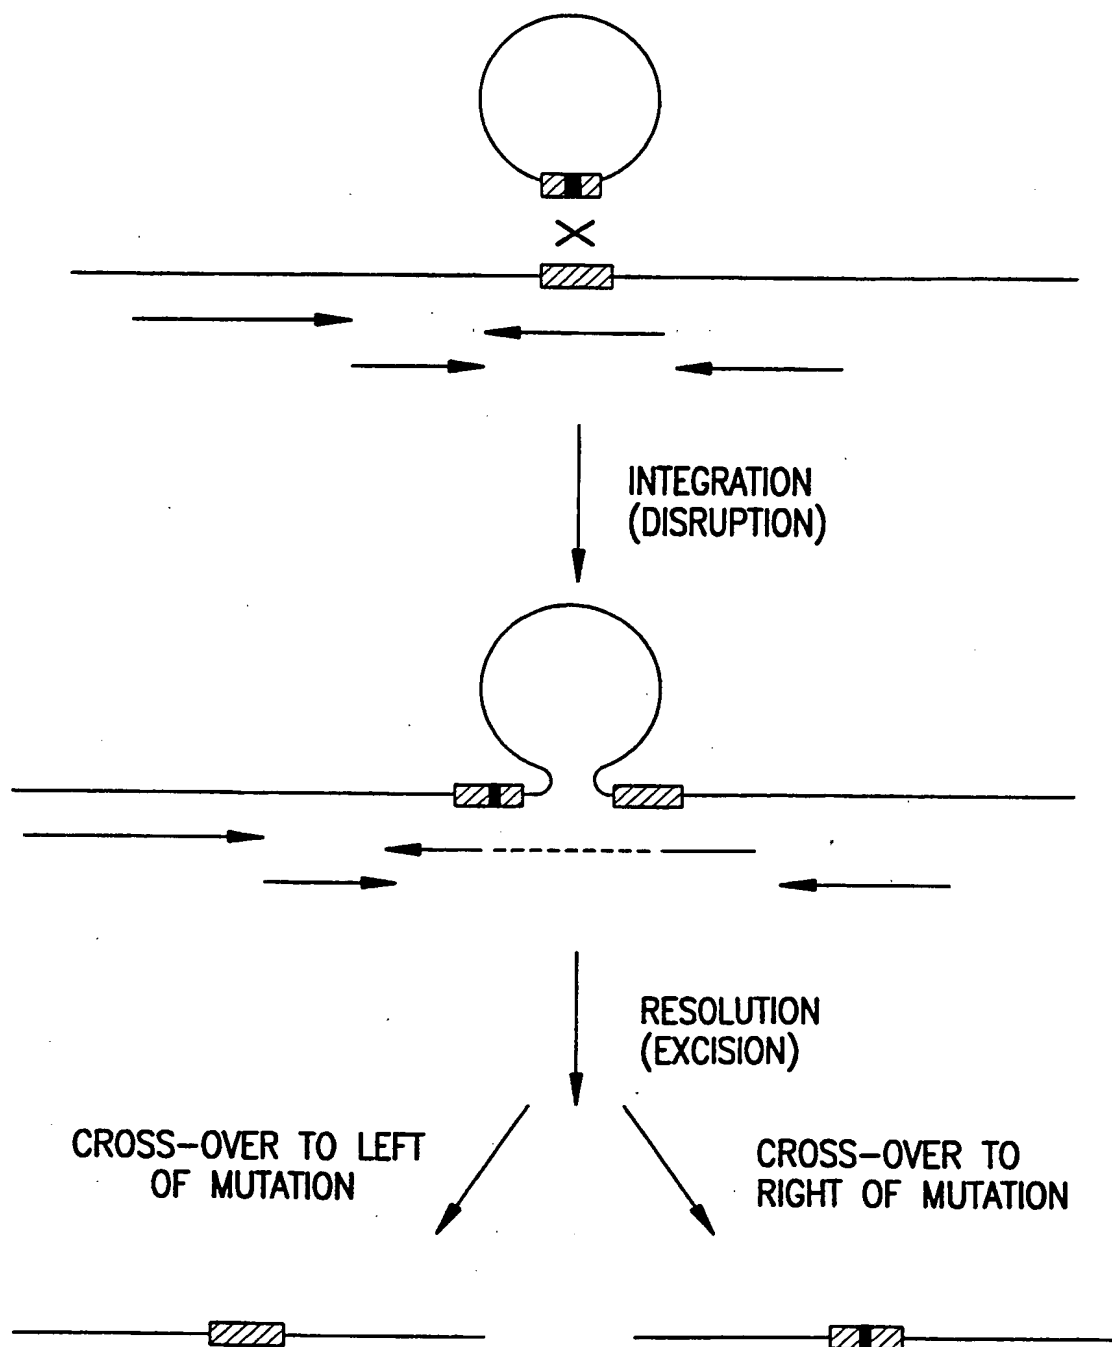 INTEGRATION
(DISRUPTION)
RESOLUTION
(EXCISION)
CROSS-OVER TO LEFT
OF MUTATION
CROSS-OVER TO
RIGHT OF MUTATION